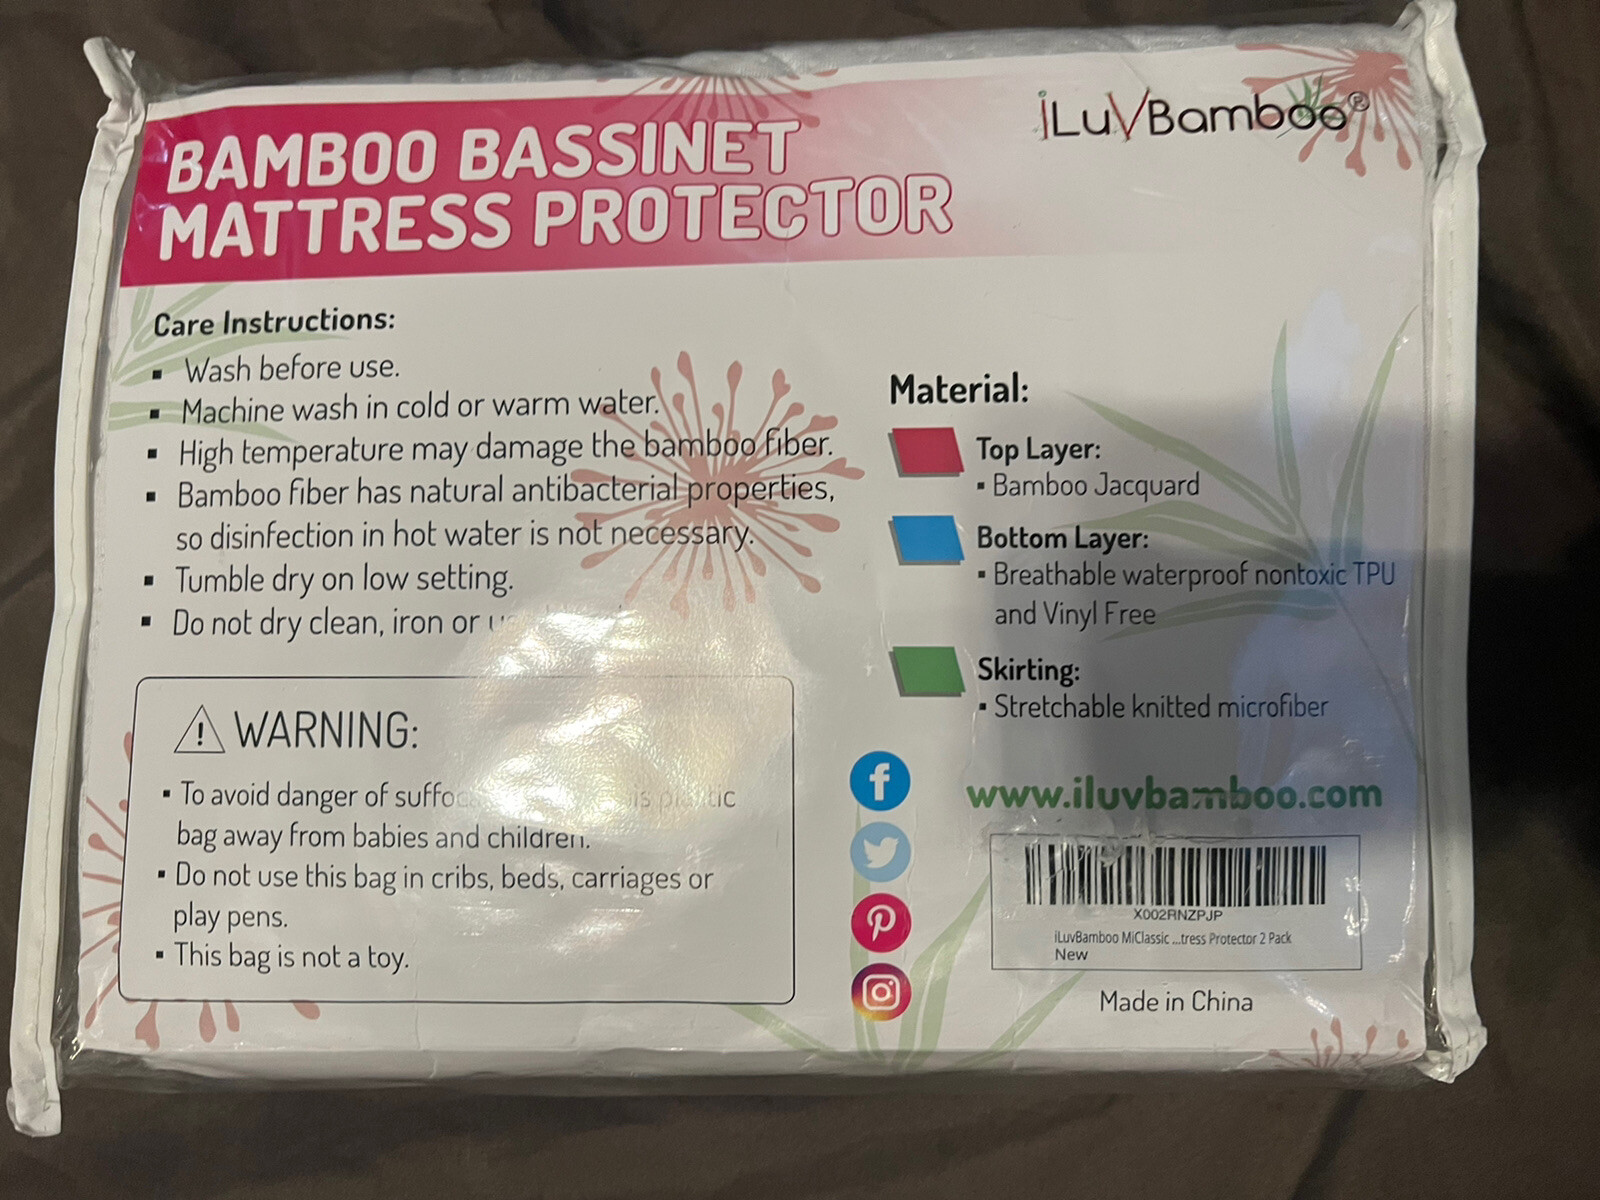 iLuvBamboo®
BAMBOO BASSINET
MATTRESS PROTECTOR
Care Instructions:
▪ Wash before use.
▪ Machine wash in cold or warm water.
▪ High temperature may damage the bamboo fiber.
▪ Bamboo fiber has natural antibacterial properties,
so disinfection in hot water is not necessary.
▪ Tumble dry on low setting.
▪ Do not dry clean, iron or
WARNING:
▪ To avoid danger of
bag away from babies and children.
▪ Do not use this bag in cribs, beds, carriages or
play pens.
▪ This bag is not a toy.
Material:
Top Layer:
▪ Bamboo Jacquard
Bottom Layer:
▪ Breathable waterproof nontoxic TPU
and Vinyl Free
Skirting:
▪ Stretchable knitted microfiber
www.iluvbamboo.com
X002RNZPJP
iLuvBamboo MiClassic ...tress Protector 2 Pack
New
Made in China